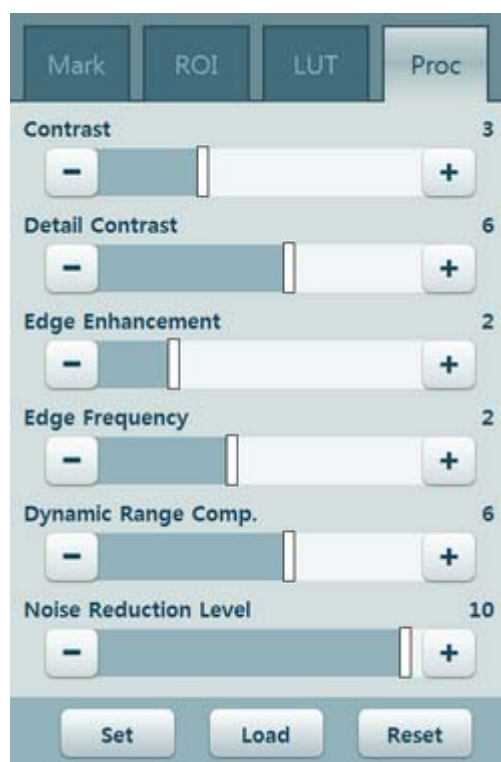 Mark ROI LUT Proc
Contrast 3
− +
Detail Contrast 6
− +
Edge Enhancement 2
− +
Edge Frequency 2
− +
Dynamic Range Comp. 6
− +
Noise Reduction Level 10
− +
Set Load Reset